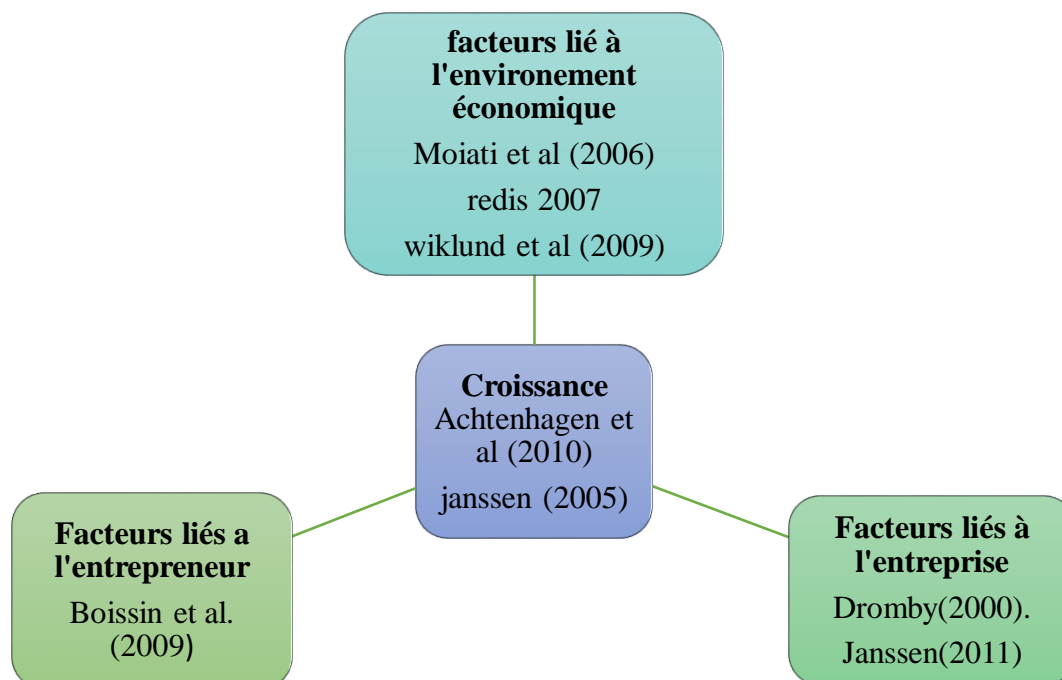 facteurs lié à
l'environement
économique
Moiati et al (2006)
redis 2007
wiklund et al (2009)
Croissance
Achtenhagen et
al (2010)
janssen (2005)
Facteurs liés a
l'entrepreneur
Boissin et al.
(2009)
Facteurs liés à
l'entreprise
Dromby(2000).
Janssen(2011)